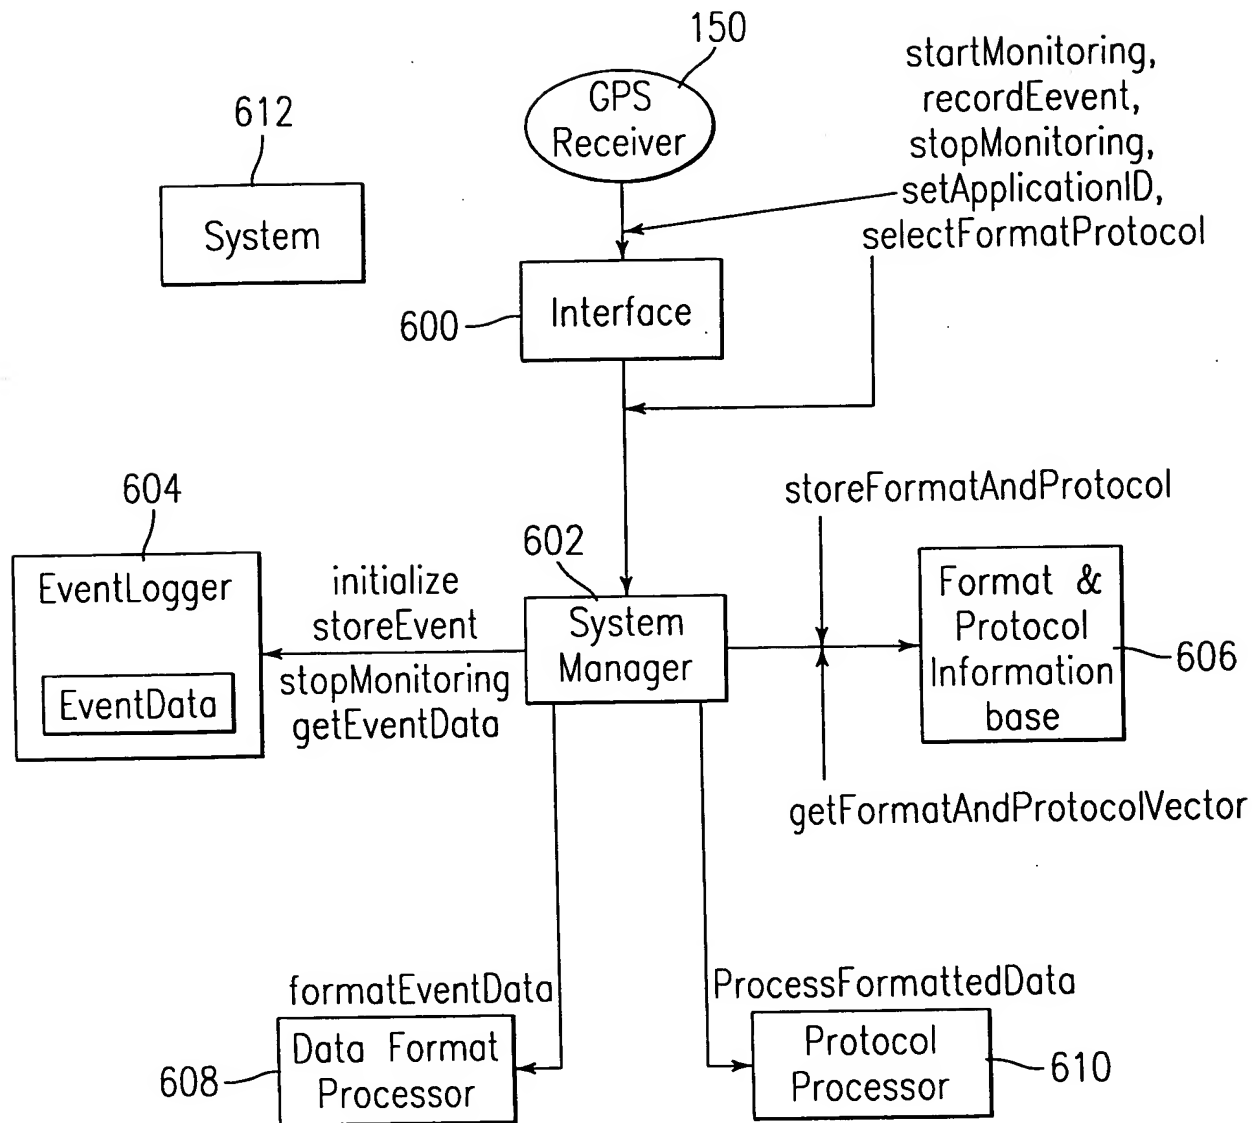 150
GPS
Receiver
startMonitoring,
recordEevent,
stopMonitoring,
setApplicationID,
selectFormatProtocol
612
System
600
Interface
604
EventLogger
EventData
initialize
storeEvent
stopMonitoring
getEventData
602
System
Manager
storeFormatAndProtocol
Format &
Protocol
Information
base
606
getFormatAndProtocolVector
formatEventData
ProcessFormattedData
608
Data Format
Processor
Protocol
Processor
610